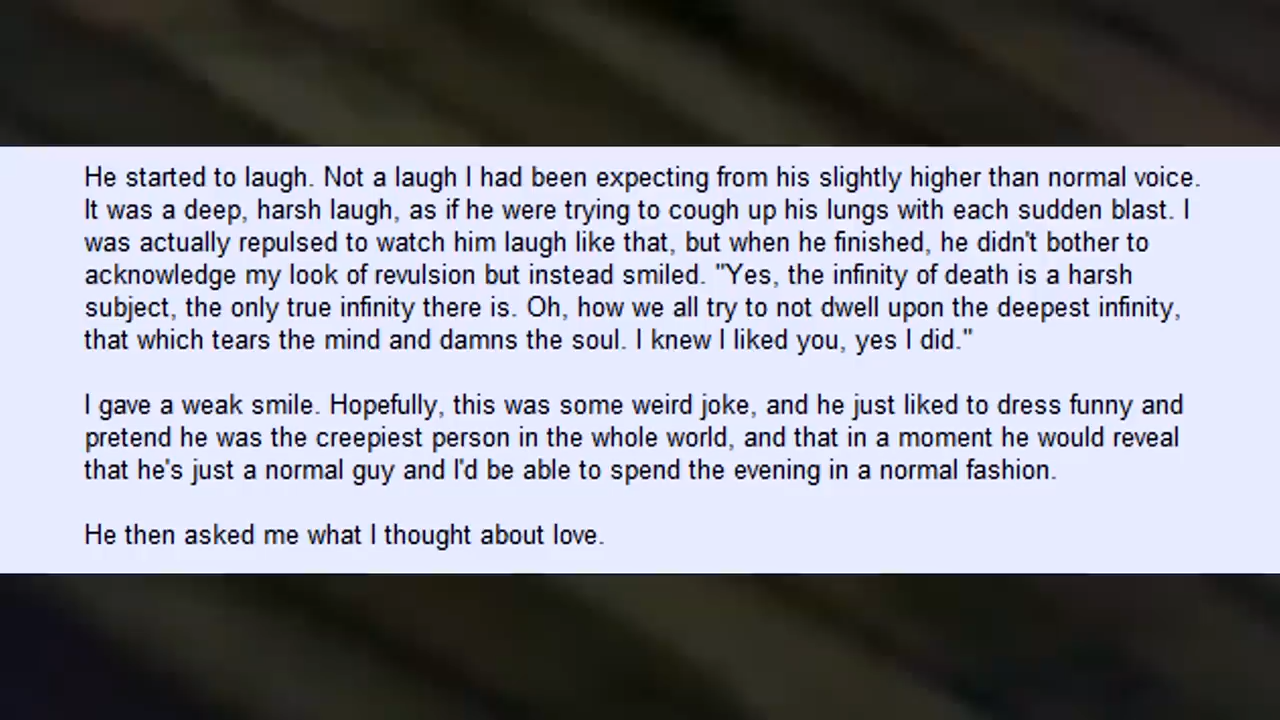 He started to laugh. Not a laugh I had been expecting from his slightly higher than normal voice.
It was a deep, harsh laugh, as if he were trying to cough up his lungs with each sudden blast. I
was actually repulsed to watch him laugh like that, but when he finished, he didn't bother to
acknowledge my look of revulsion but instead smiled. "Yes, the infinity of death is a harsh
subject, the only true infinity there is. Oh, how we all try to not dwell upon the deepest infinity,
that which tears the mind and damns the soul. I knew I liked you, yes I did."
I gave a weak smile. Hopefully, this was some weird joke, and he just liked to dress funny and
pretend he was the creepiest person in the whole world, and that in a moment he would reveal
that he's just a normal guy and I'd be able to spend the evening in a normal fashion.
He then asked me what I thought about love.